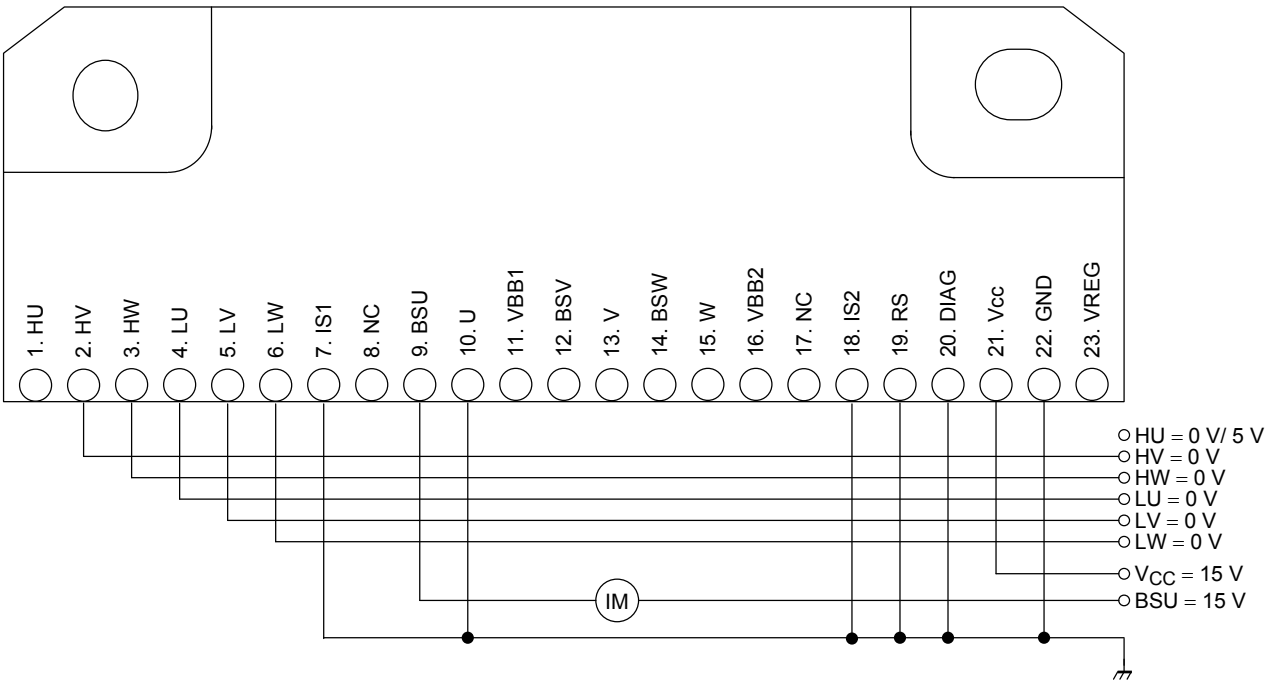 1. HU
2. HV
3. HW
4. LU
5. LV
6. LW
7. IS1
8. NC
9. BSU
10. U
11. VBB1
12. BSV
13. V
14. BSW
15. W
16. VBB2
17. NC
18. IS2
19. RS
20. DIAG
21. Vcc
22. GND
23. VREG
HU = 0 V/ 5 V
HV = 0 V
HW = 0 V
LU = 0 V
LV = 0 V
LW = 0 V
VCC = 15 V
IM
BSU = 15 V